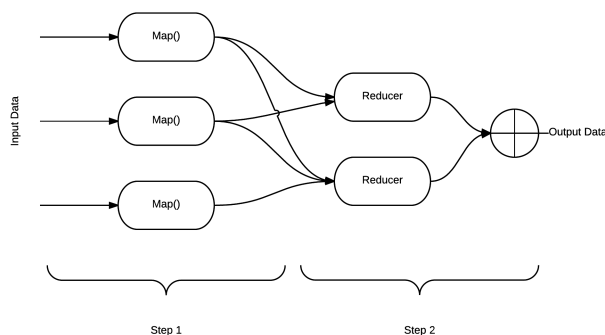 Input Data
Map()
Map()
Map()
Reducer
Reducer
Output Data
Step 1
Step 2